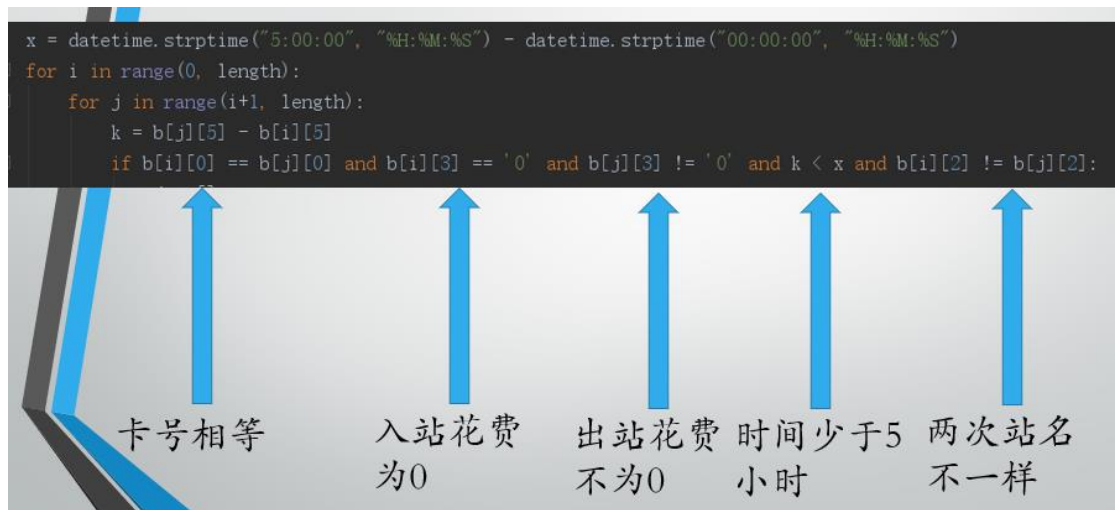 x = datetime.strptime("5:00:00", "%H:%M:%S") - datetime.strptime("00:00:00", "%H:%M:%S")
for i in range(0, length):
    for j in range(i+1, length):
        k = b[j][5] - b[i][5]
        if b[i][0] == b[j][0] and b[i][3] == '0' and b[j][3] != '0' and k < x and b[i][2] != b[j][2]:
卡号相等
入站花费
为0
出站花费
不为0
时间少于5
小时
两次站名
不一样